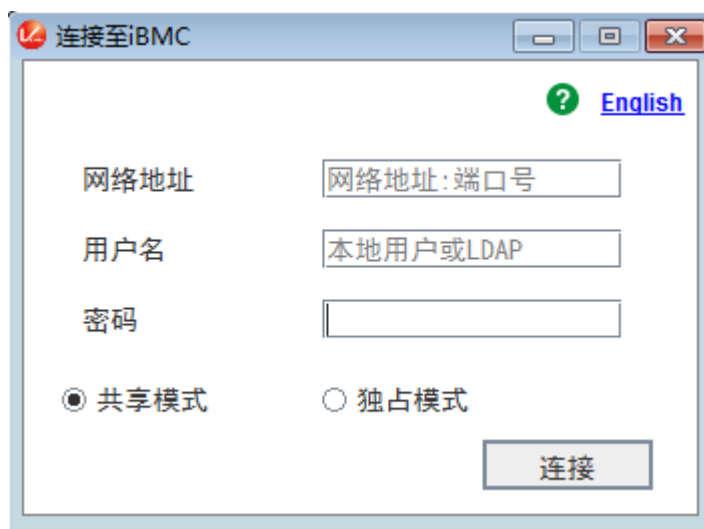 连接至iBMC
? English
网络地址 网络地址:端口号
用户名 本地用户或LDAP
密码
共享模式 独占模式
连接